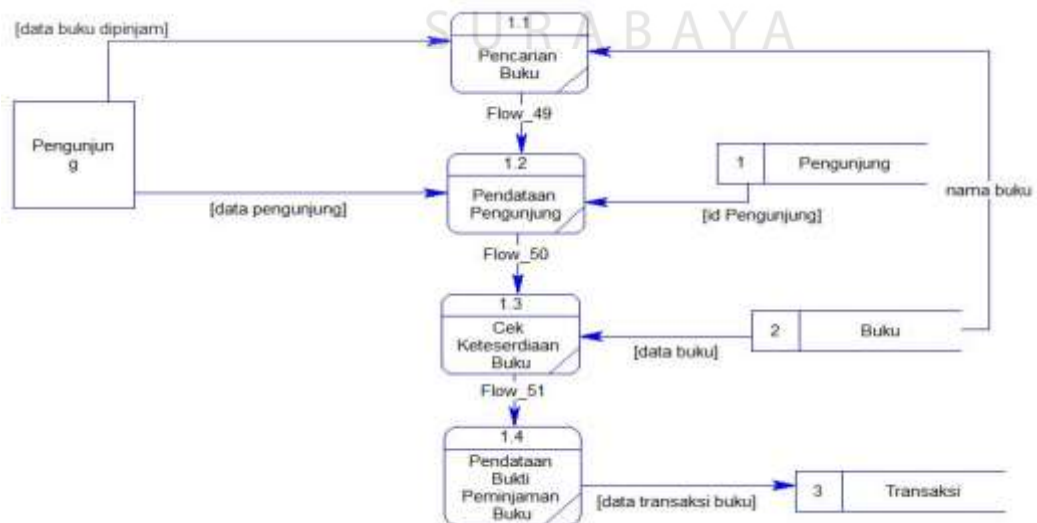 SURABAYA
[data buku dipinjam]
1.1
Pencarian
Buku
Flow_49
Pengunjun
g
1.2
Pendataan
Pengunjung
1
Pengunjung
nama buku
[data pengunjung]
[id Pengunjung]
Flow_50
1.3
Cek
Keteserdiaan
Buku
2
Buku
[data buku]
Flow_51
1.4
Pendataan
Bukti
Peminjaman
Buku
3
Transaksi
[data transaksi buku]